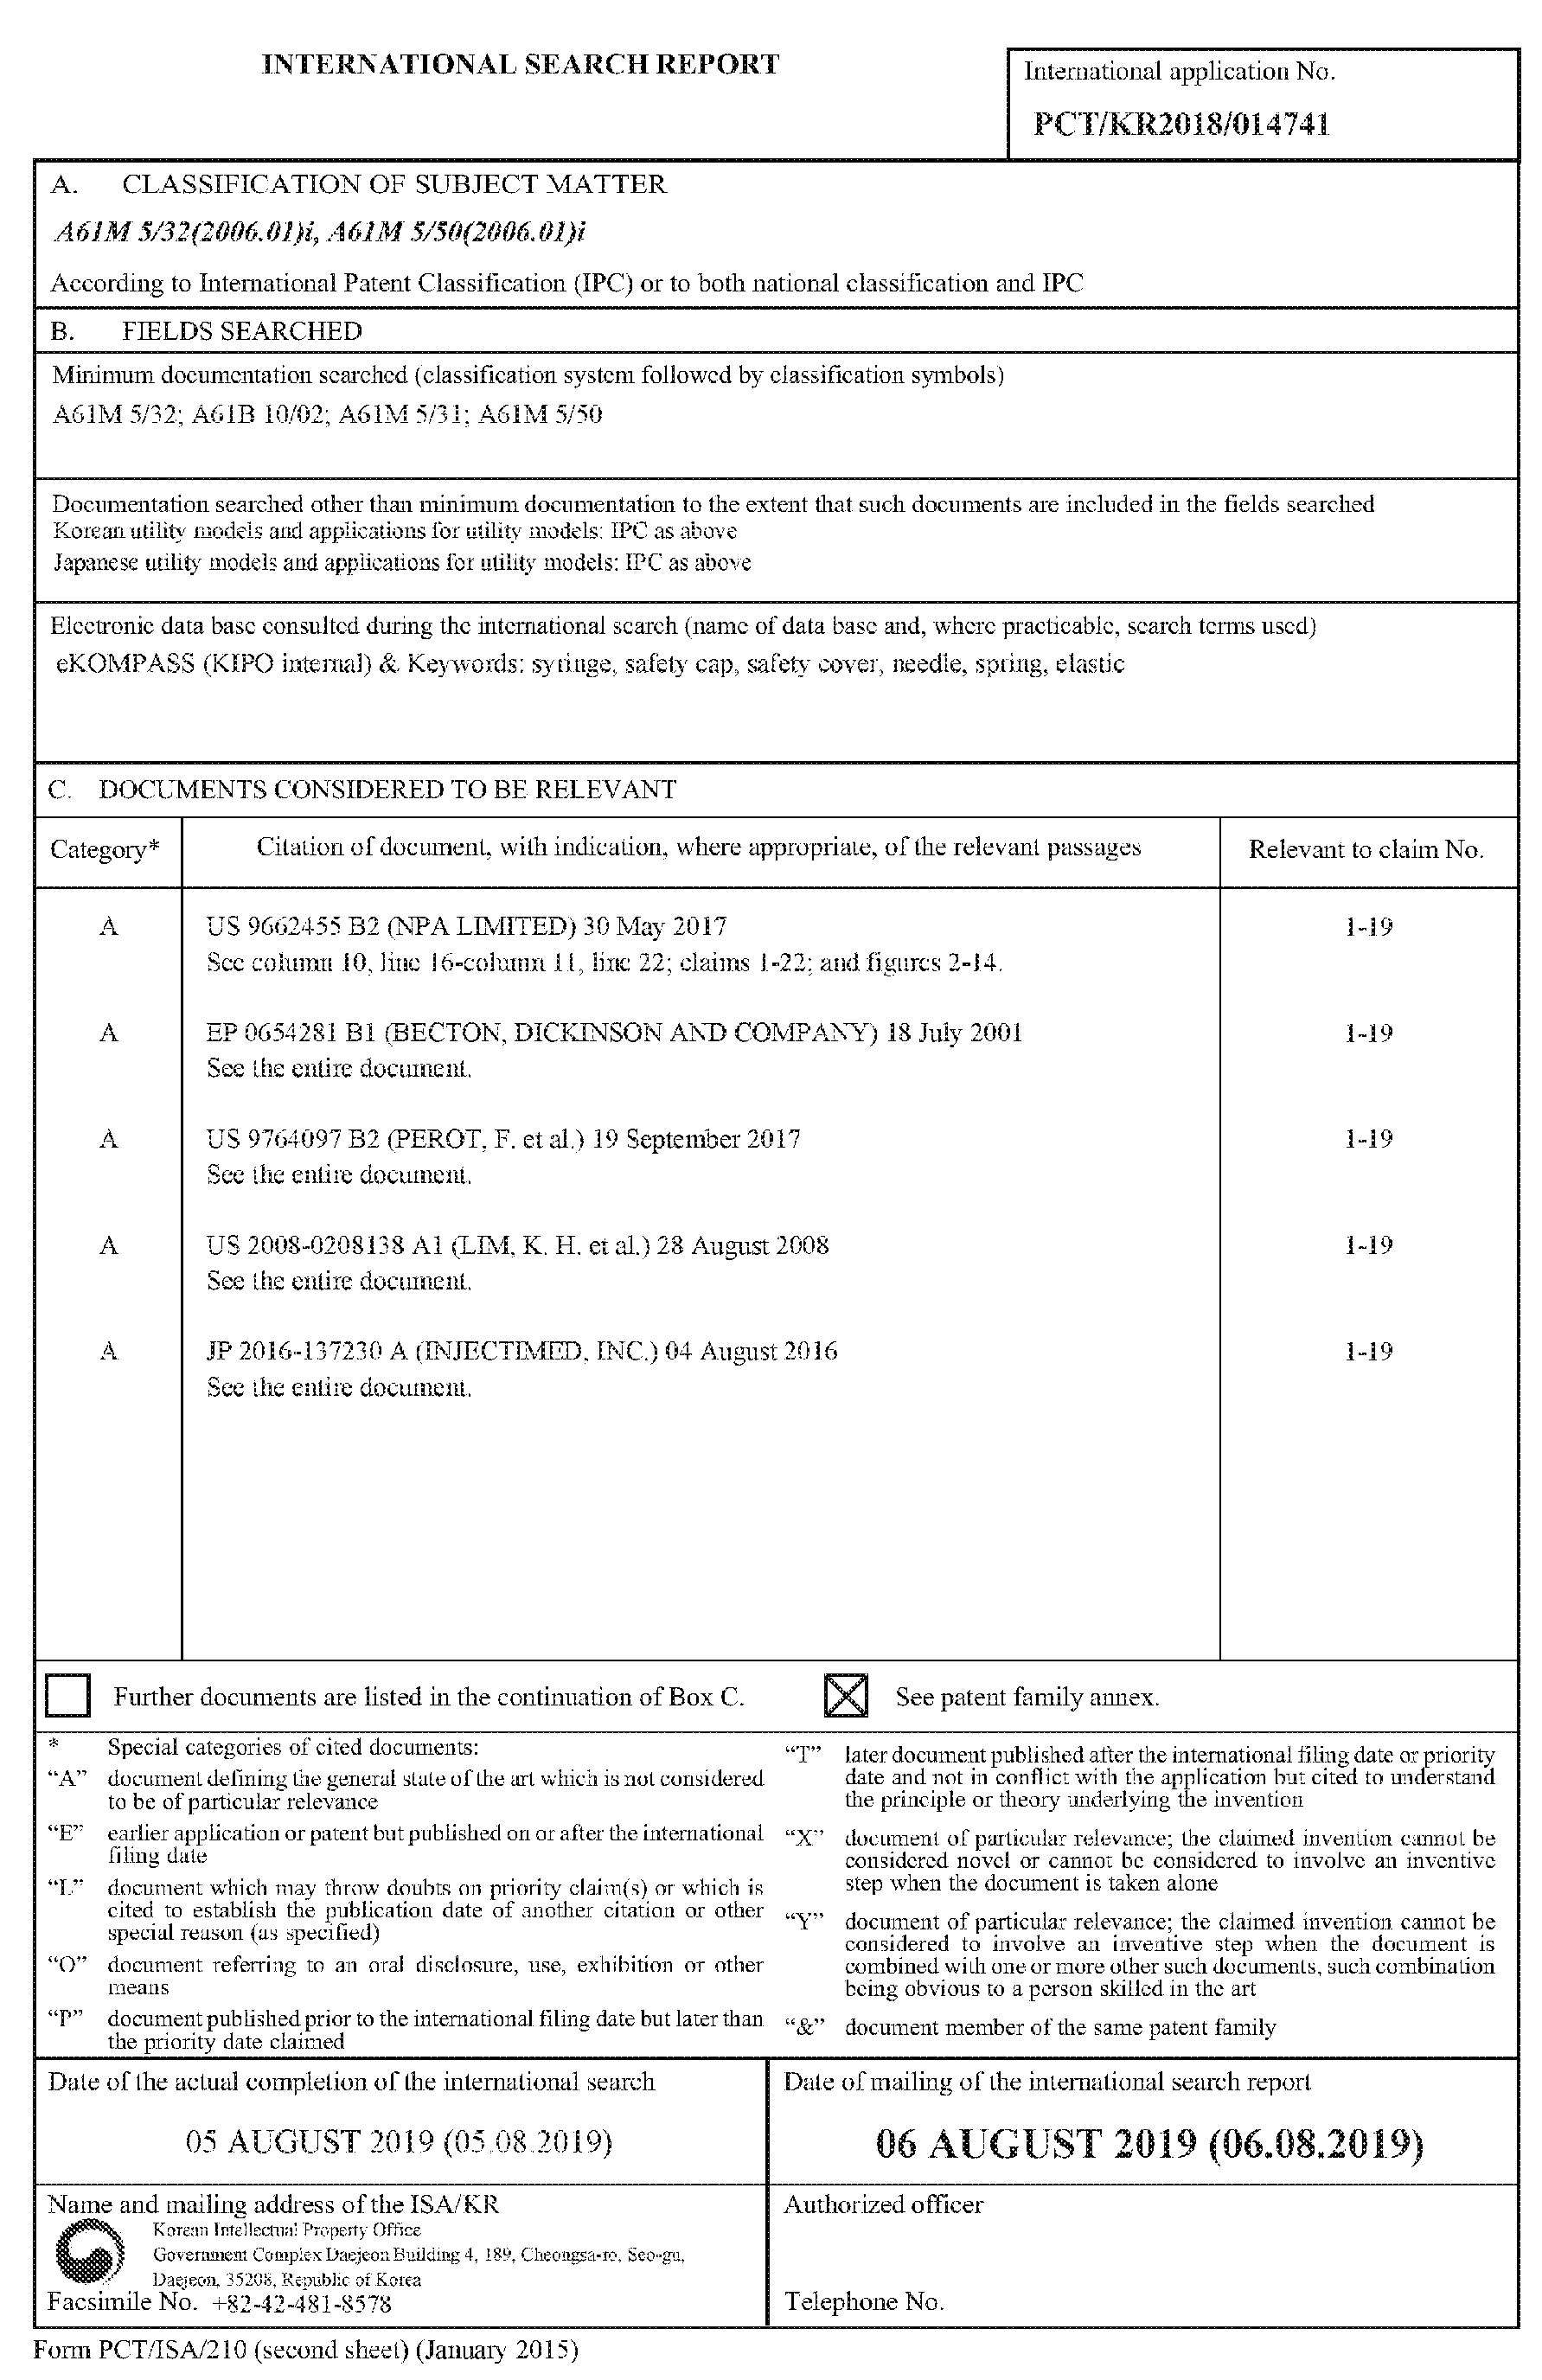 INTERNATIONAL SEARCH REPORT
International application No.
PCT/KR2018/014741
A. CLASSIFICATION OF SUBJECT MATTER
A61M 5/32(2006.01)i, A61M 5/50(2006.01)i
According to International Patent Classification (IPC) or to both national classification and IPC
B. FIELDS SEARCHED
Minimum documentation searched (classification system followed by classification symbols)
A61M 5/32; A61B 10/02; A61M 5/31; A61M 5/50
Documentation searched other than minimum documentation to the extent that such documents are included in the fields searched
Korean utility models and applications for utility models: IPC as above
Japanese utility models and applications for utility models: IPC as above
Electronic data base consulted during the international search (name of data base and, where practicable, search terms used)
eKOMPASS (KIPO internal) & Keywords: syringe, safety cap, safety cover, needle, spring, elastic
C. DOCUMENTS CONSIDERED TO BE RELEVANT
Category* Citation of document, with indication, where appropriate, of the relevant passages Relevant to claim No.
A US 9662455 B2 (NPA LIMITED) 30 May 2017 1-19
See column 10, line 16-column 11, line 22; claims 1-22; and figures 2-14.
A EP 0654281 B1 (BECTON, DICKINSON AND COMPANY) 18 July 2001 1-19
See the entire document.
A US 9764097 B2 (PEROT, F. et al.) 19 September 2017 1-19
See the entire document.
A US 2008-0208138 A1 (LIM, K. H. et al.) 28 August 2008 1-19
See the entire document.
A JP 2016-137230 A (INJECTIMED, INC.) 04 August 2016 1-19
See the entire document.
Further documents are listed in the continuation of Box C.
See patent family annex.
* Special categories of cited documents:
“A” document defining the general state of the art which is not considered
to be of particular relevance
“E” earlier application or patent but published on or after the international
filing date
“L” document which may throw doubts on priority claim(s) or which is
cited to establish the publication date of another citation or other
special reason (as specified)
“O” document referring to an oral disclosure, use, exhibition or other
means
“P” document published prior to the international filing date but later than
the priority date claimed
“T” later document published after the international filing date or priority
date and not in conflict with the application but cited to understand
the principle or theory underlying the invention
“X” document of particular relevance; the claimed invention cannot be
considered novel or cannot be considered to involve an inventive
step when the document is taken alone
“Y” document of particular relevance; the claimed invention cannot be
considered to involve an inventive step when the document is
combined with one or more other such documents, such combination
being obvious to a person skilled in the art
“&” document member of the same patent family
Date of the actual completion of the international search
05 AUGUST 2019 (05.08.2019)
Date of mailing of the international search report
06 AUGUST 2019 (06.08.2019)
Name and mailing address of the ISA/KR
Korean Intellectual Property Office
Government Complex Daejeon Building 4, 189, Cheongsa-ro, Seo-gu,
Daejeon, 35208, Republic of Korea
Facsimile No. +82-42-481-8578
Authorized officer
Telephone No.
Form PCT/ISA/210 (second sheet) (January 2015)